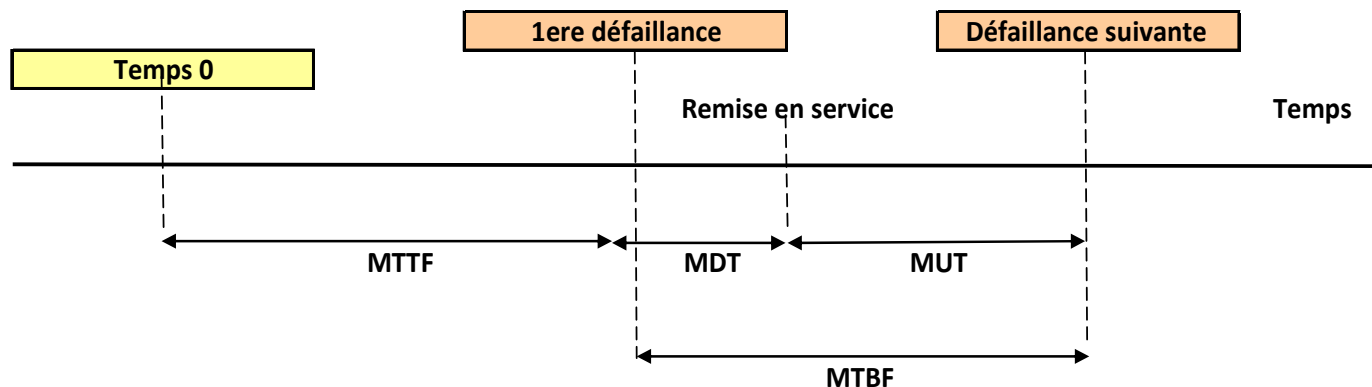 1ere défaillance
Défaillance suivante
Temps 0
Remise en service
Temps
MTTF
MDT
MUT
MTBF